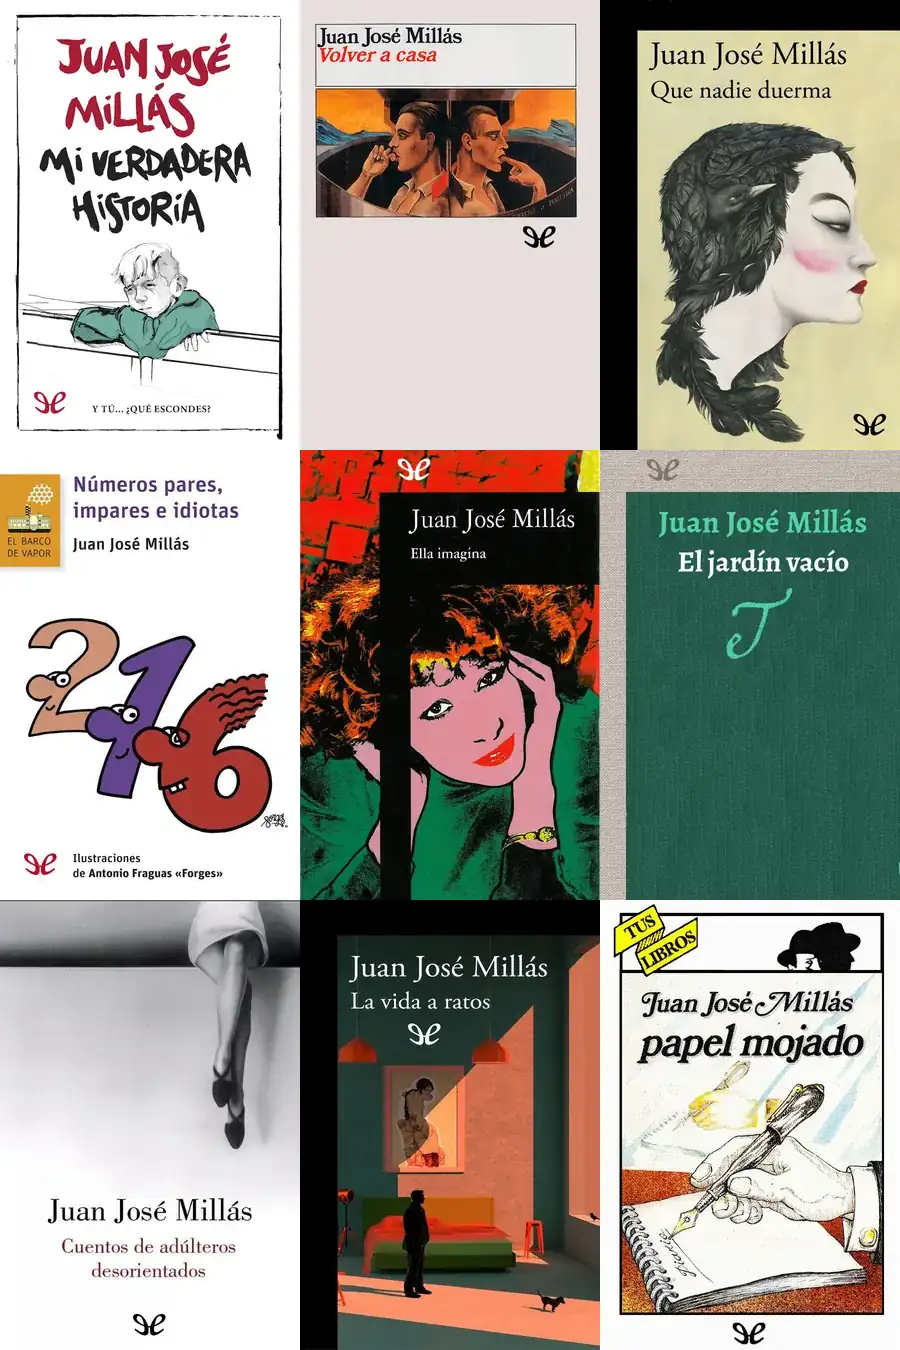 JUAN JOSÉ
MILLÁS
MI VERDADERA
HISTORIA
Y TÚ... ¿QUÉ ESCONDES?
Juan José Millás
Volver a casa
Juan José Millás
Que nadie duerma
EL BARCO
DE VAPOR
Números pares,
impares e idiotas
Juan José Millás
216
Ilustraciones
de Antonio Fraguas «Forges»
Juan José Millás
Ella imagina
Juan José Millás
El jardín vacío
J
Juan José Millás
Cuentos de adúlteros
desorientados
Juan José Millás
La vida a ratos
TUS
LIBROS
Juan José Millás
papel mojado